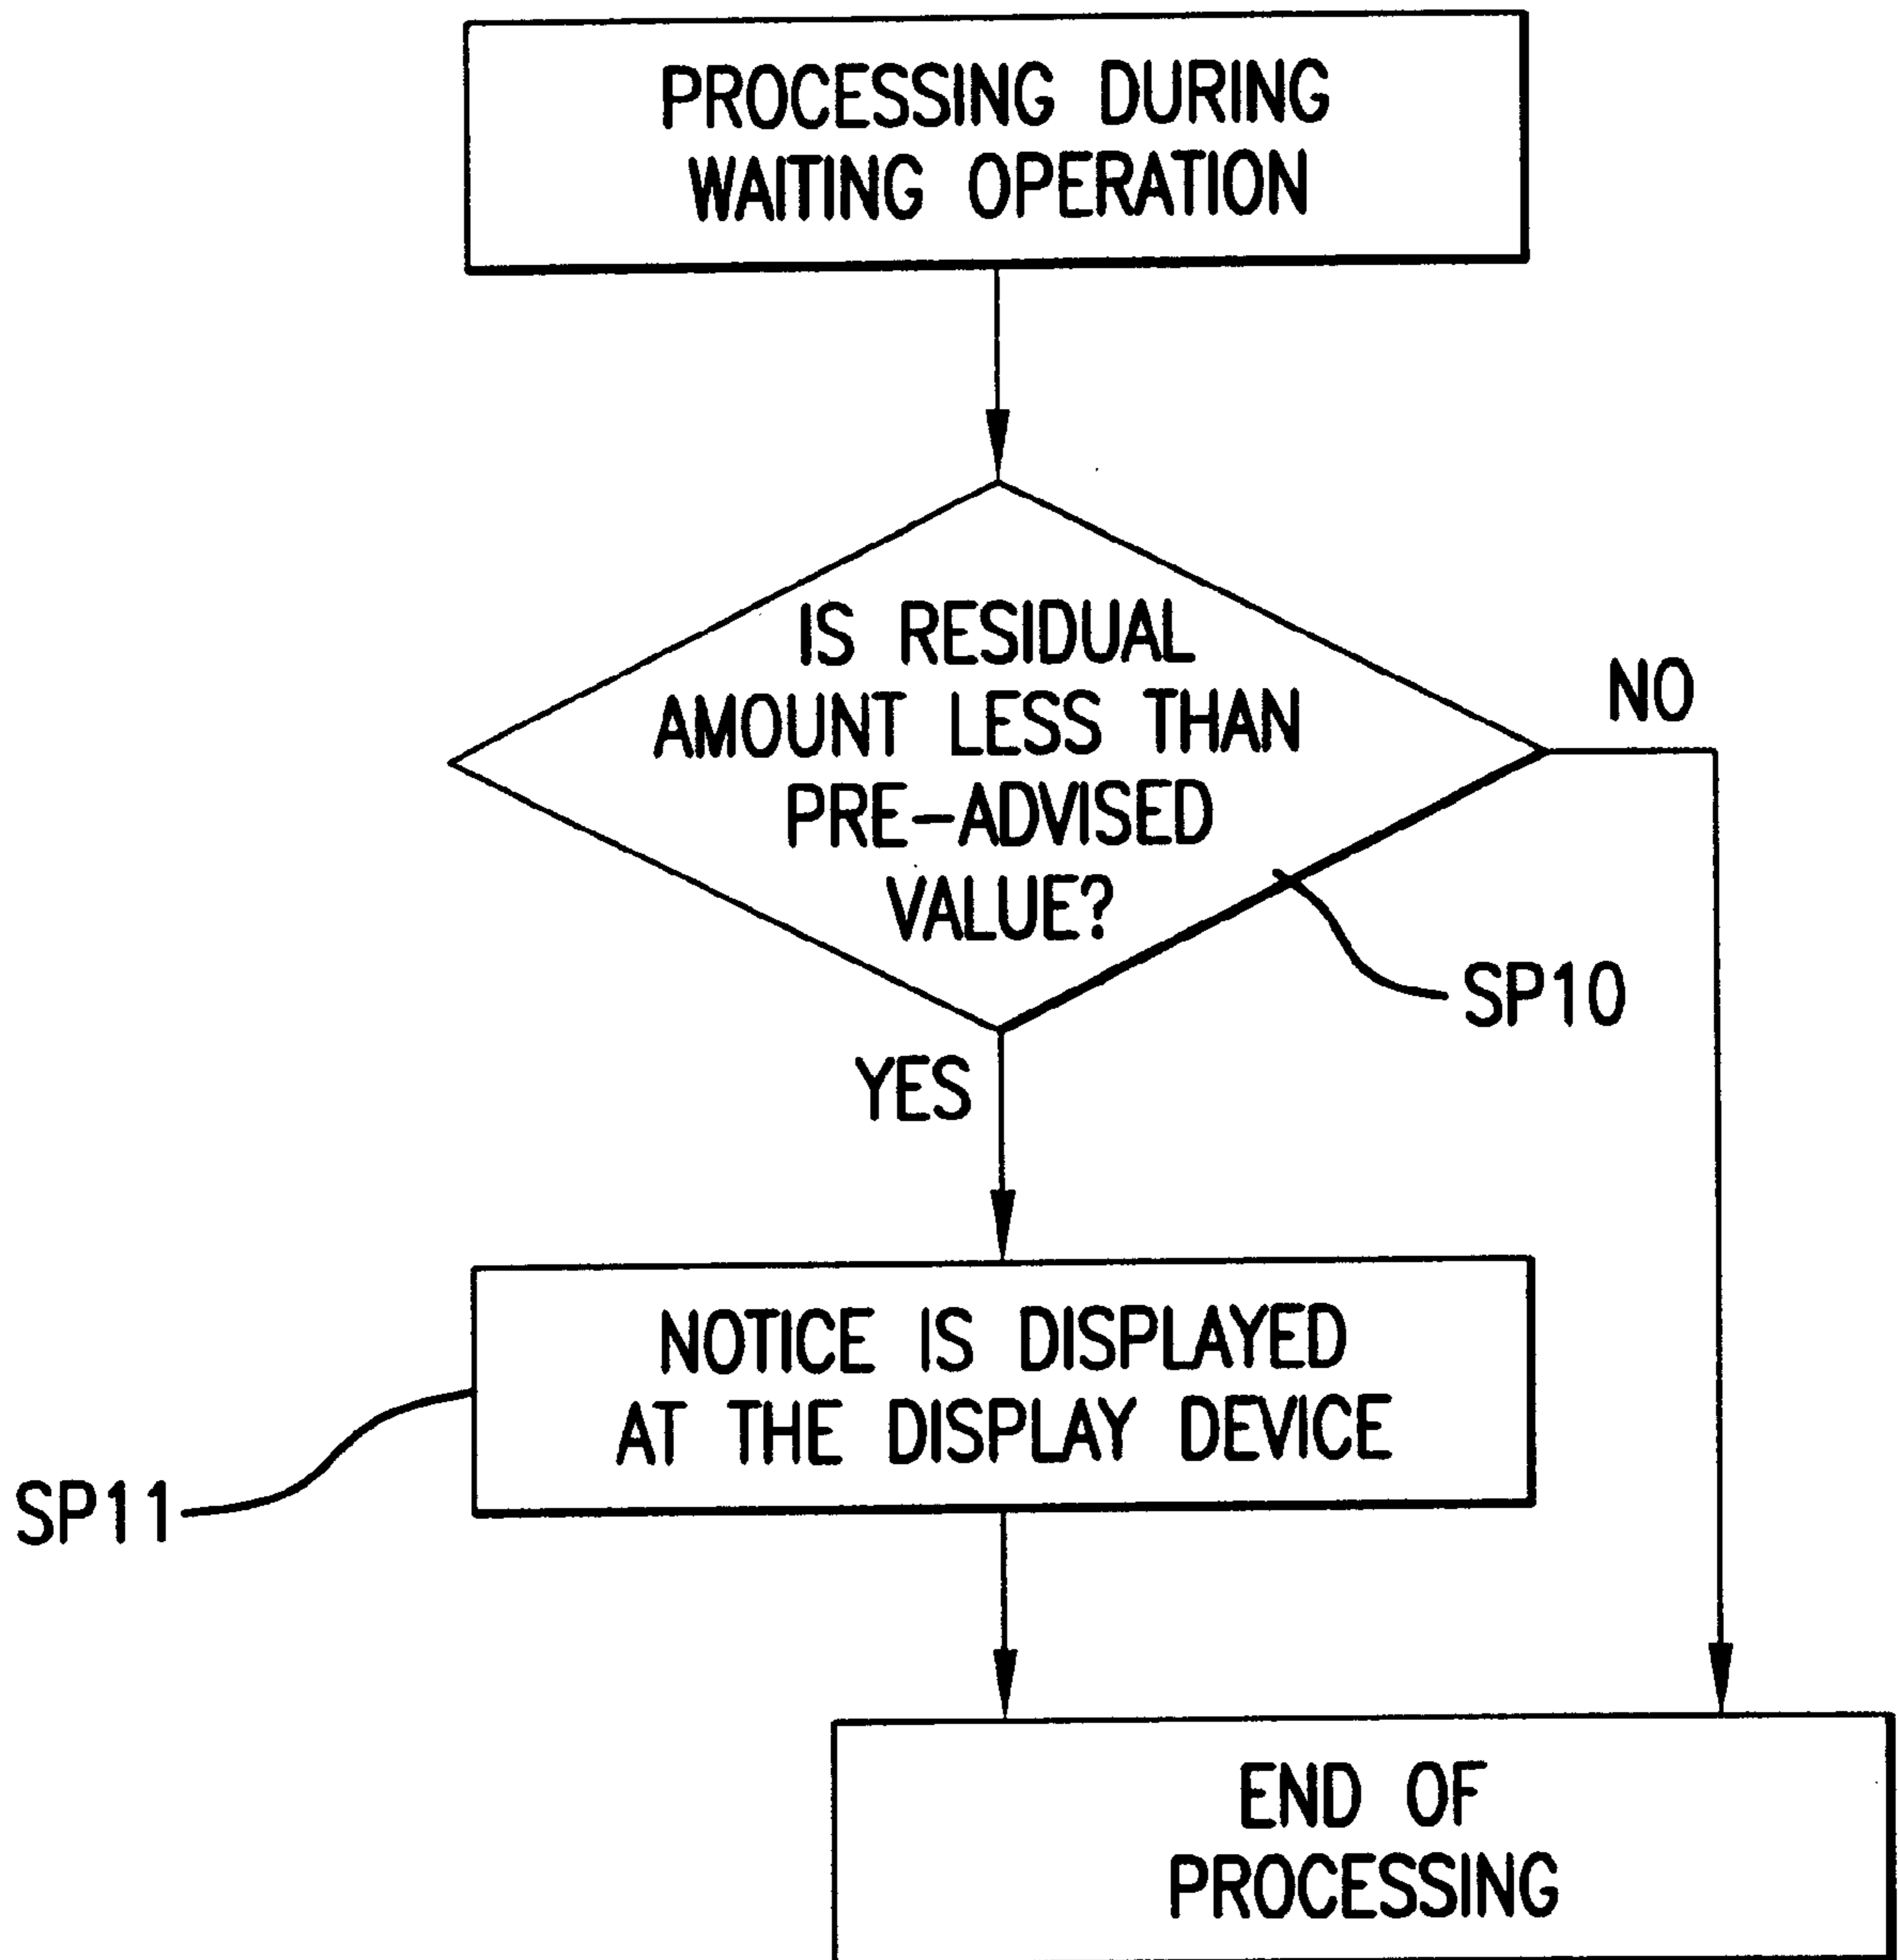 PROCESSING DURING
WAITING OPERATION
IS RESIDUAL
AMOUNT LESS THAN
PRE-ADVISED
VALUE?
NO
SP10
YES
NOTICE IS DISPLAYED
AT THE DISPLAY DEVICE
SP11
END OF
PROCESSING